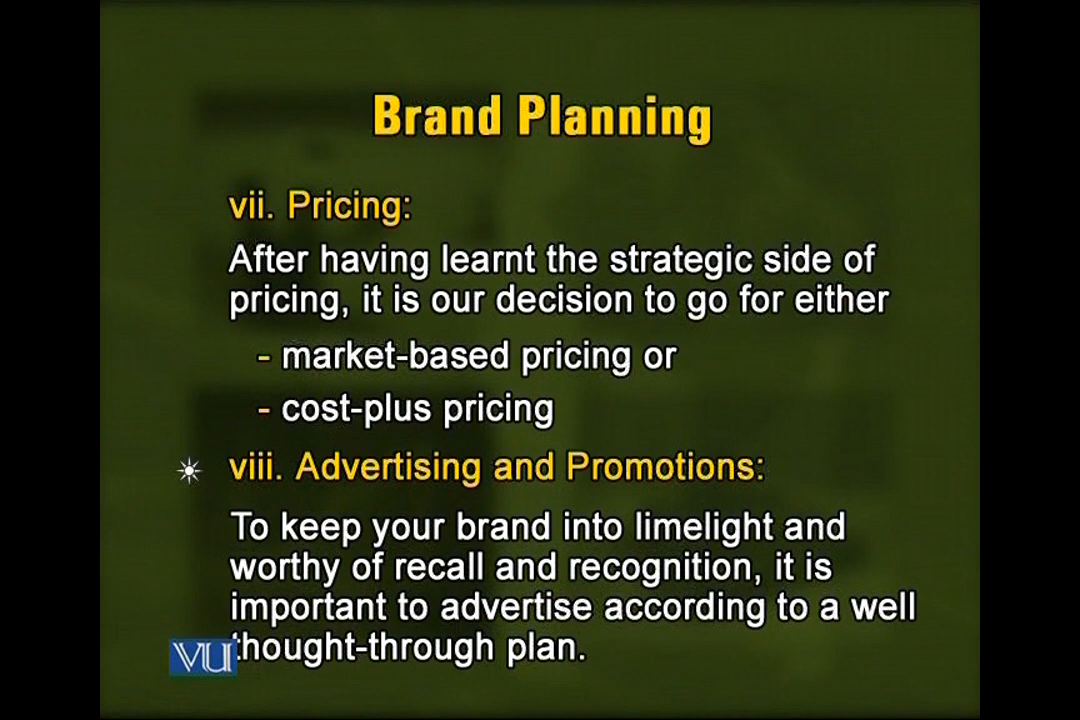 Brand Planning
vii. Pricing:
After having learnt the strategic side of
pricing, it is our decision to go for either
- market-based pricing or
- cost-plus pricing
viii. Advertising and Promotions:
To keep your brand into limelight and
worthy of recall and recognition, it is
important to advertise according to a well
thought-through plan.
VU